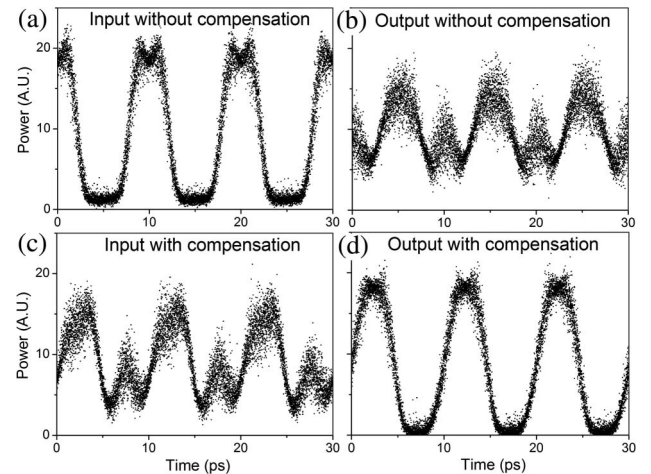 (a) Input without compensation
(b) Output without compensation
20
10
0
Power (A.U.)
0 10 20 30
0 10 20 30
(c) Input with compensation
(d) Output with compensation
20
10
0
Power (A.U.)
0 10 20 30
0 10 20 30
Time (ps)
Time (ps)